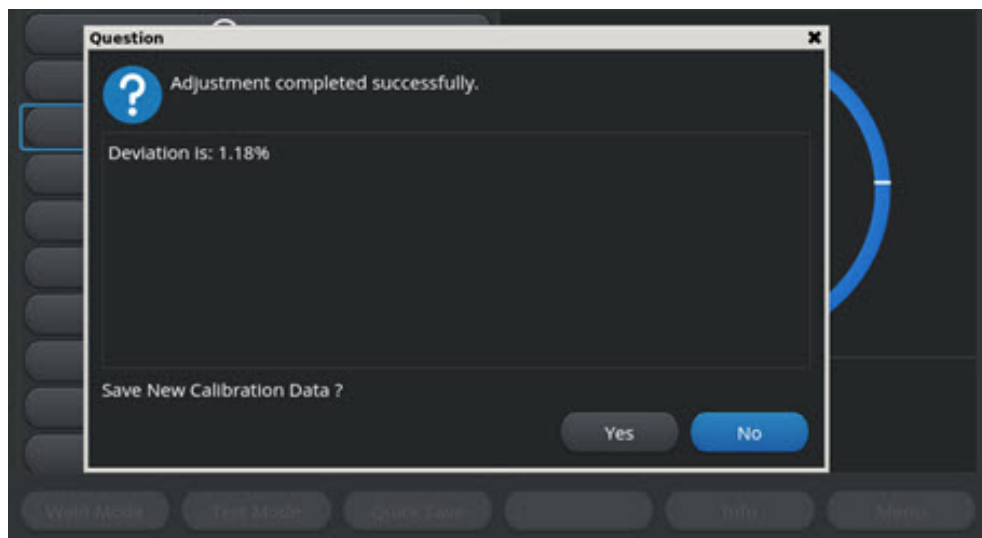 Question
Adjustment completed successfully.
Deviation is: 1.18%
Save New Calibration Data ?
Yes
No
Weld Mode
Test Mode
Quick Save
Info
Menu